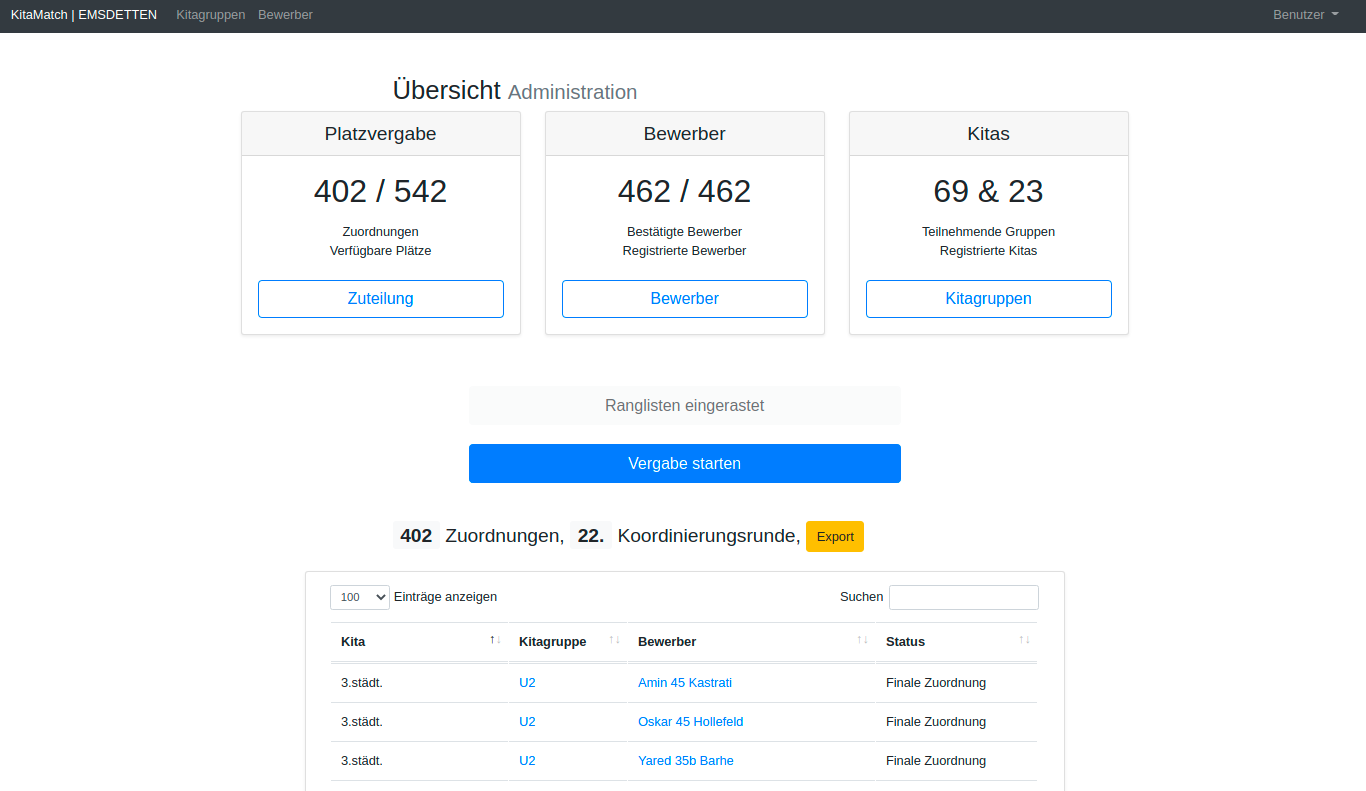 KitaMatch | EMSDETTEN Kitagruppen Bewerber Benutzer
Übersicht Administration
Platzvergabe Bewerber Kitas
402 / 542 462 / 462 69 & 23
Zuordnungen Bestätigte Bewerber Teilnehmende Gruppen
Verfügbare Plätze Registrierte Bewerber Registrierte Kitas
Zuteilung Bewerber Kitagruppen
Ranglisten eingerastet
Vergabe starten
402 Zuordnungen, 22. Koordinierungsrunde, Export
100 Einträge anzeigen Suchen
Kita Kitagruppe Bewerber Status
3.städt. U2 Amin 45 Kastrati Finale Zuordnung
3.städt. U2 Oskar 45 Hollefeld Finale Zuordnung
3.städt. U2 Yared 35b Barhe Finale Zuordnung